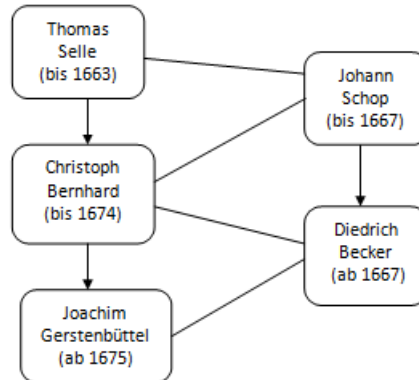 Thomas
Selle
(bis 1663)
Johann
Schop
(bis 1667)
Christoph
Bernhard
(bis 1674)
Diedrich
Becker
(ab 1667)
Joachim
Gerstenbüttel
(ab 1675)